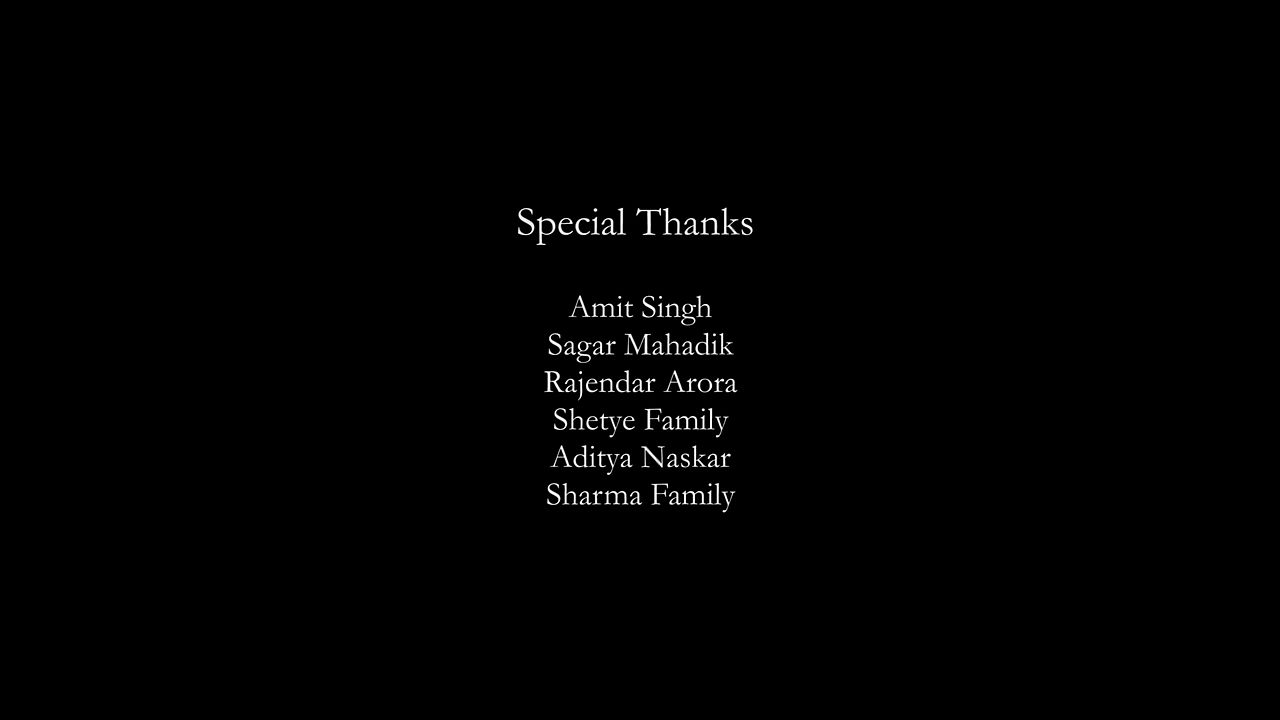 Special Thanks
Amit Singh
Sagar Mahadik
Rajendar Arora
Shetye Family
Aditya Naskar
Sharma Family